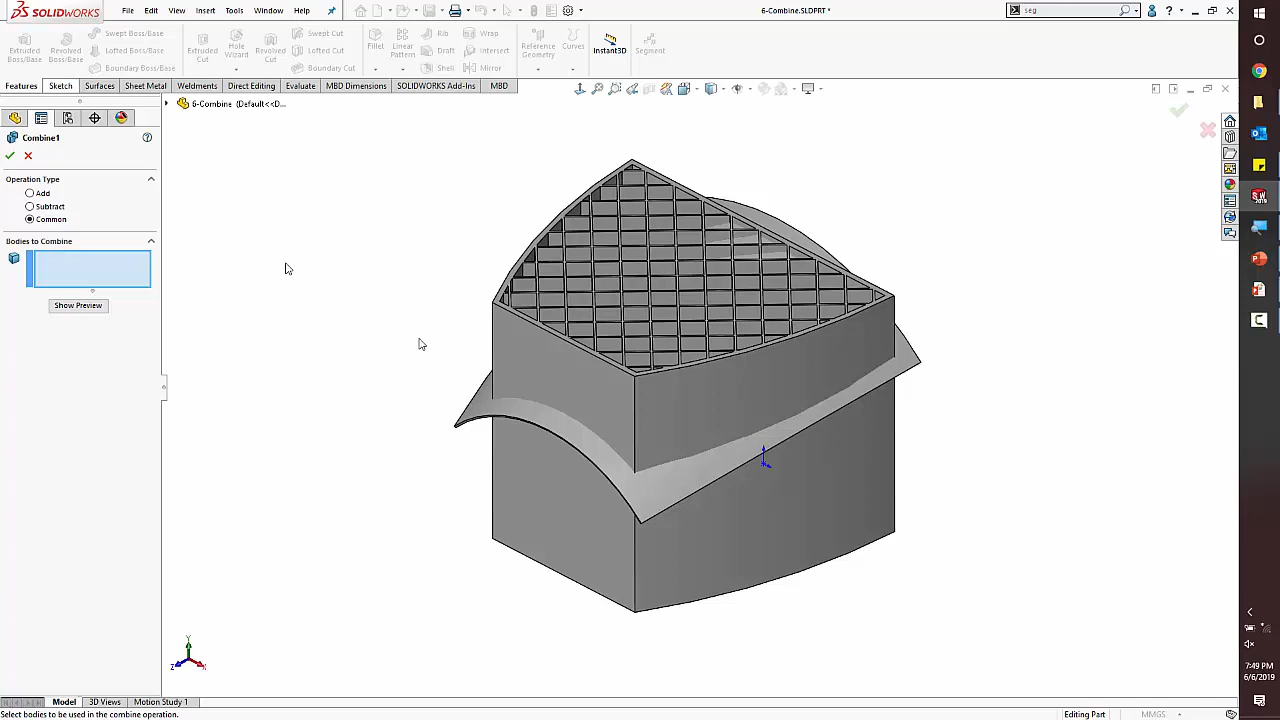 SOLIDWORKS File Edit View Insert Tools Window Help 6-Combine.SLDPRT * seg
Extruded Boss/Base Revolved Boss/Base Swept Boss/Base Lofted Boss/Base Boundary Boss/Base Extruded Cut Hole Wizard Revolved Cut Swept Cut Lofted Cut Boundary Cut Fillet Linear Pattern Rib Draft Shell Wrap Intersect Mirror Reference Geometry Curves Instant3D Segment
Features Sketch Surfaces Sheet Metal Weldments Direct Editing Evaluate MBD Dimensions SOLIDWORKS Add-Ins MBD
6-Combine (Default<<D...
Combine1
Operation Type
Add
Subtract
Common
Bodies to Combine
Show Preview
Y
Z X
7:49 PM
6/6/2019
Model 3D Views Motion Study 1
Select bodies to be used in the combine operation. Editing Part MMGS